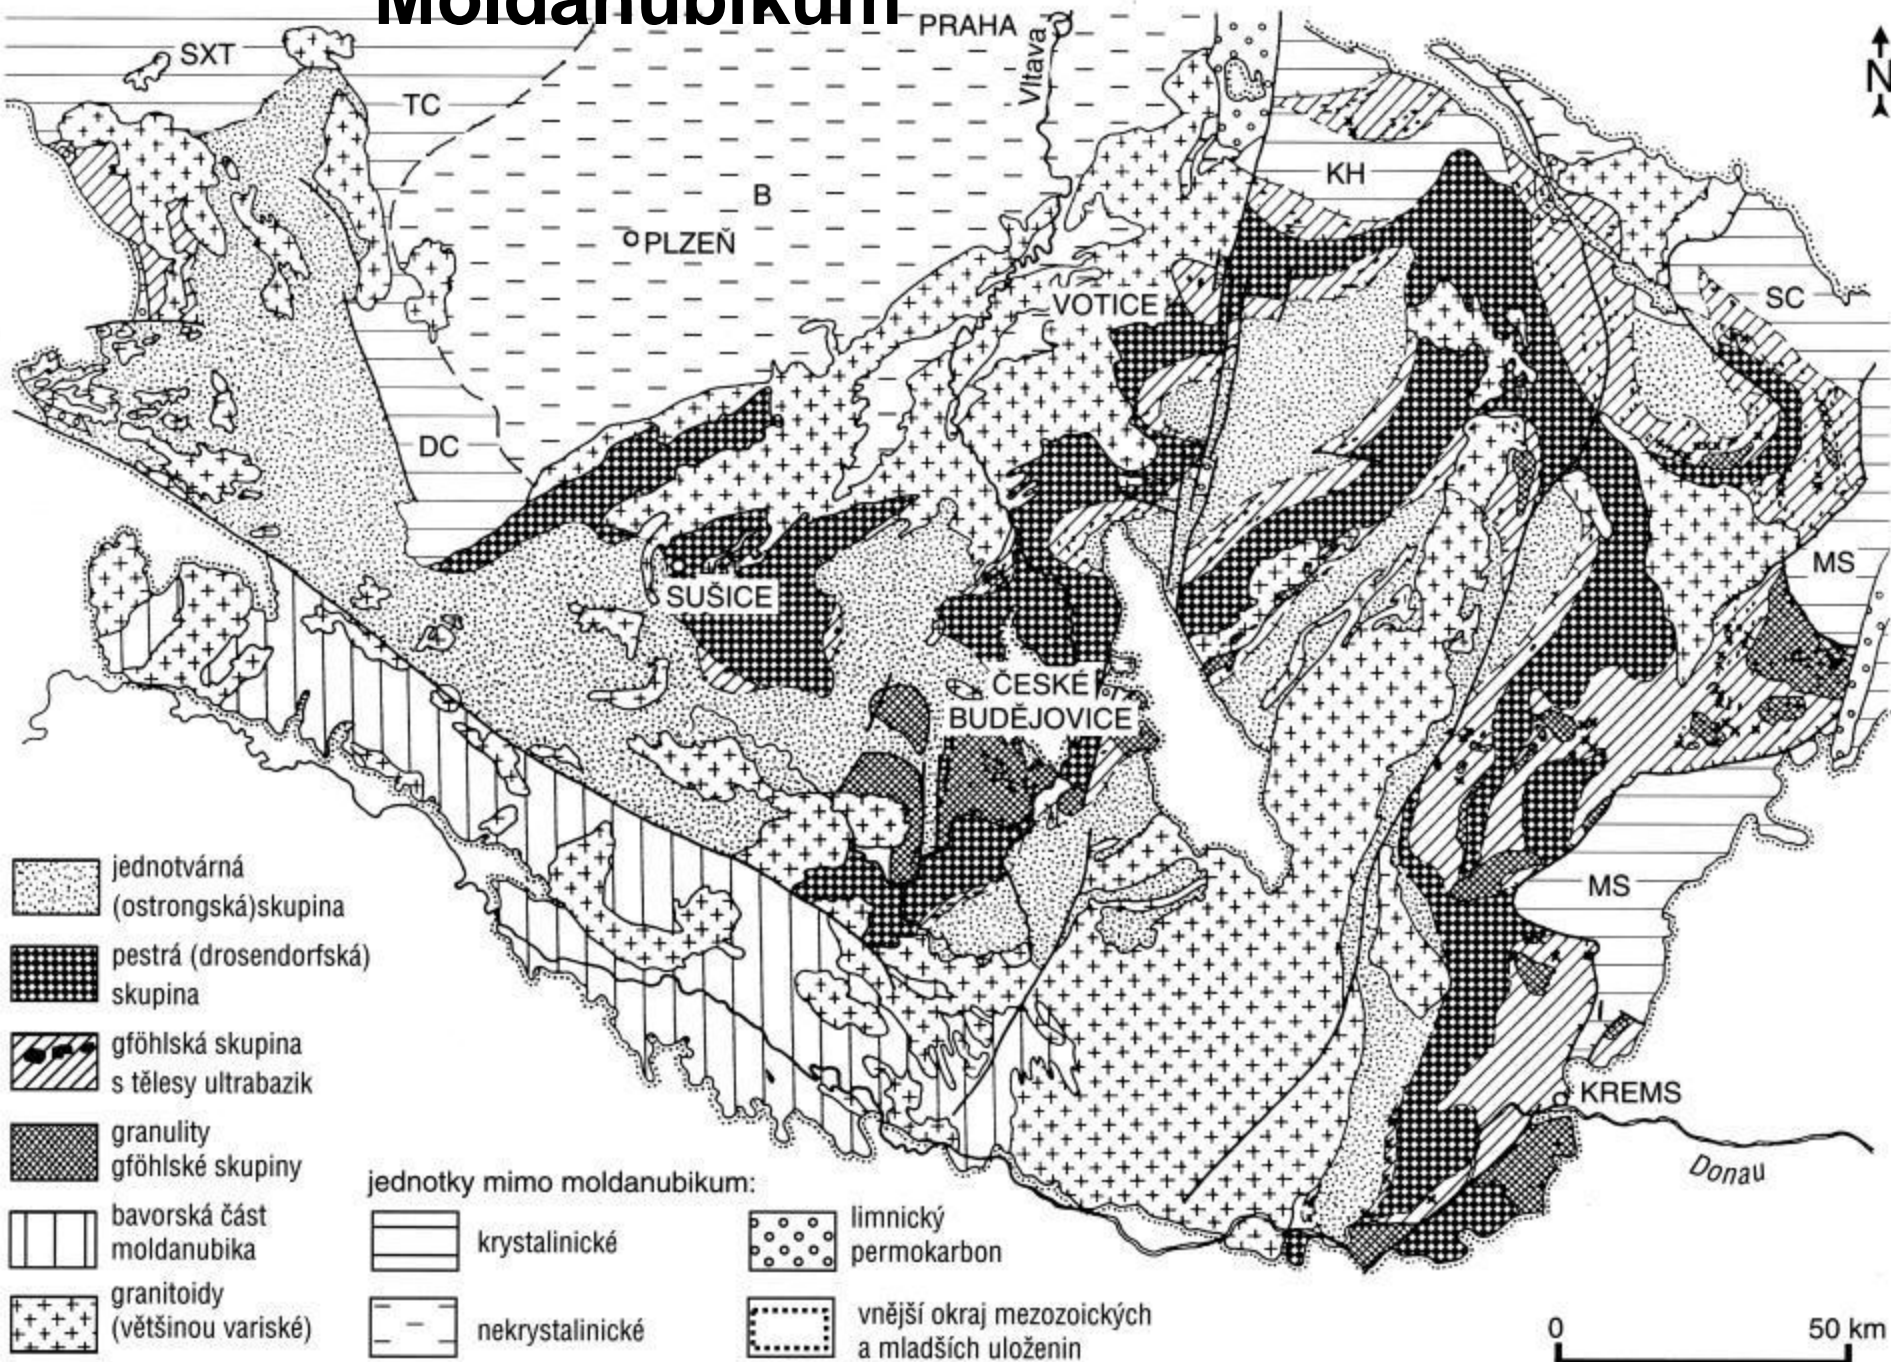 Moldanubikum
PRAHA
N
SXT
Vltava
TC
KH
B
PLZEŇ
SC
VOTICE
DC
MS
SUŠICE
ČESKÉ
BUDĚJOVICE
MS
KREMS
Donau
jednotvárná
(ostrongská)skupina
pestrá (drosendorfská)
skupina
gföhlská skupina
s tělesy ultrabazik
granulity
gföhlské skupiny
bavorská část
moldanubika
granitoidy
(většinou variské)
jednotky mimo moldanubikum:
krystalinické
nekrystalinické
limnický
permokarbon
vnější okraj mezozoických
a mladších uloženin
0 50 km